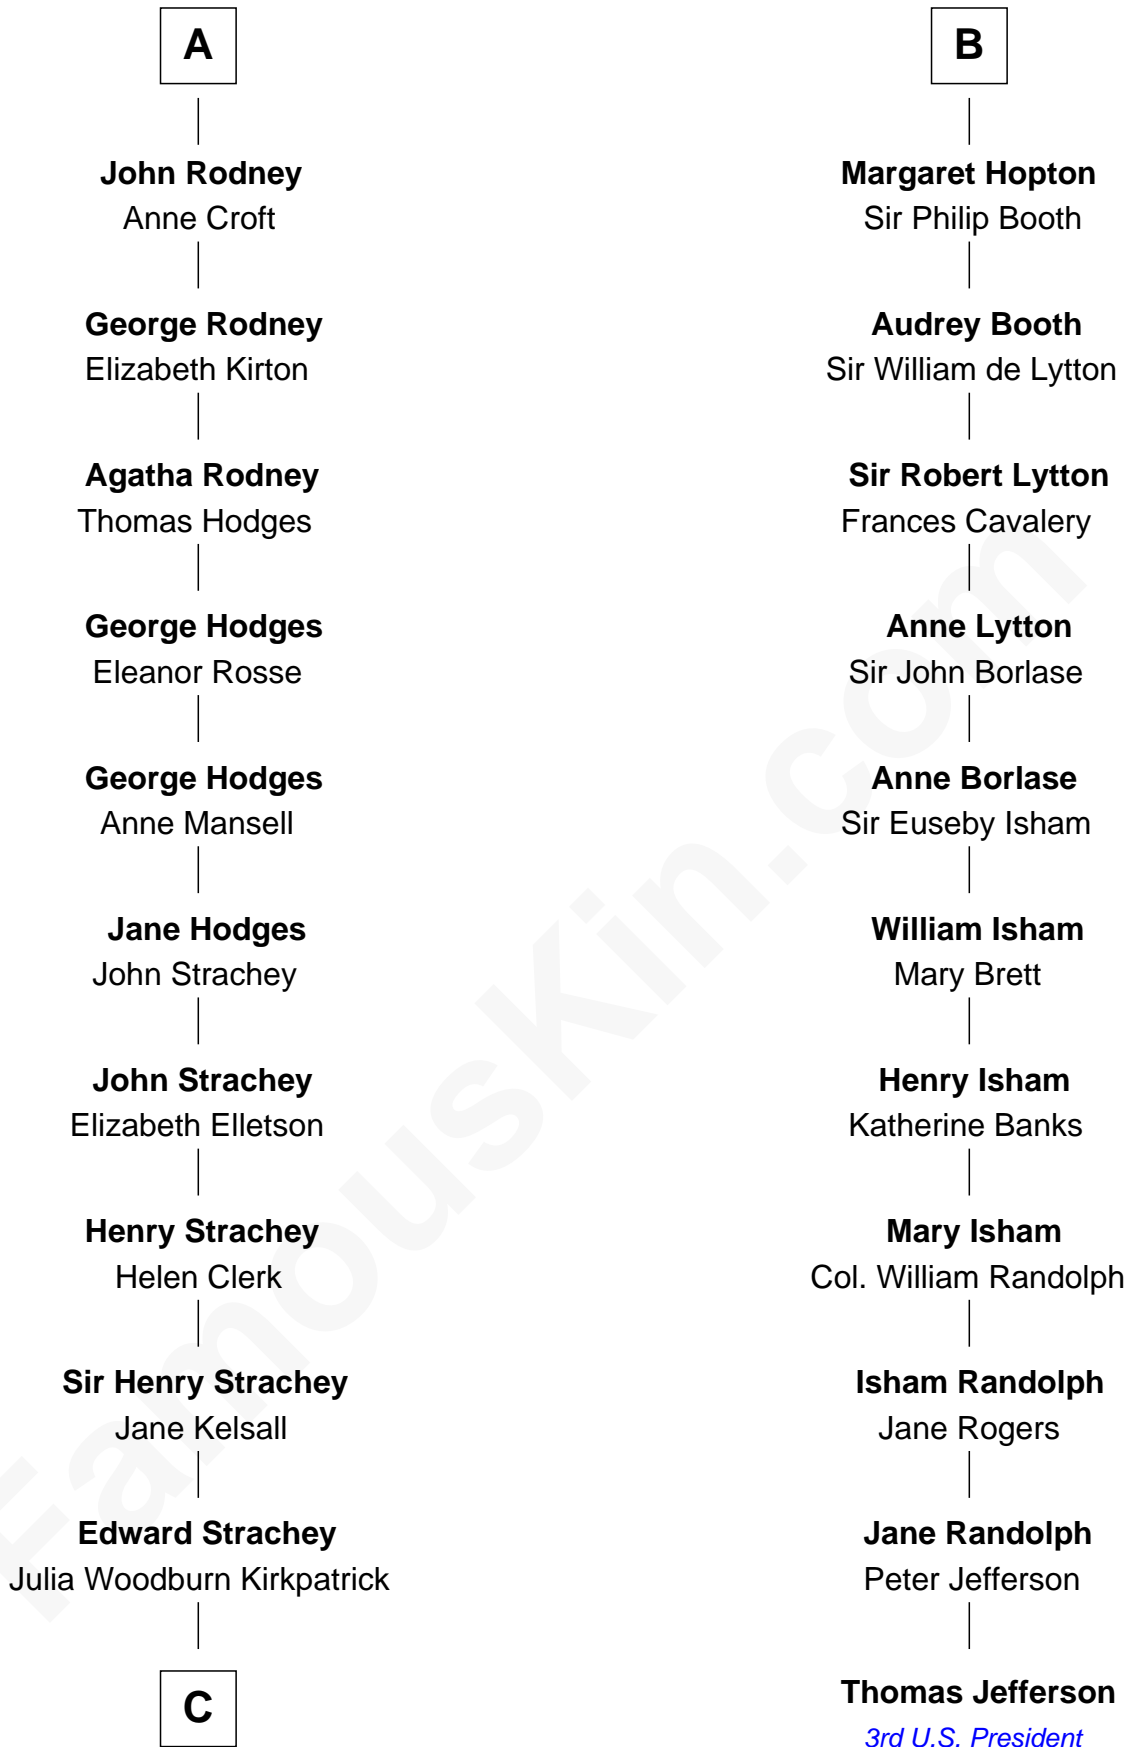 A
John Rodney
Anne Croft
George Rodney
Elizabeth Kirton
Agatha Rodney
Thomas Hodges
George Hodges
Eleanor Rosse
George Hodges
Anne Mansell
Jane Hodges
John Strachey
John Strachey
Elizabeth Elletson
Henry Strachey
Helen Clerk
Sir Henry Strachey
Jane Kelsall
Edward Strachey
Julia Woodburn Kirkpatrick
C
B
Margaret Hopton
Sir Philip Booth
Audrey Booth
Sir William de Lytton
Sir Robert Lytton
Frances Cavalery
Anne Lytton
Sir John Borlase
Anne Borlase
Sir Euseby Isham
William Isham
Mary Brett
Henry Isham
Katherine Banks
Mary Isham
Col. William Randolph
Isham Randolph
Jane Rogers
Jane Randolph
Peter Jefferson
Thomas Jefferson
3rd U.S. President
FamousKin.com